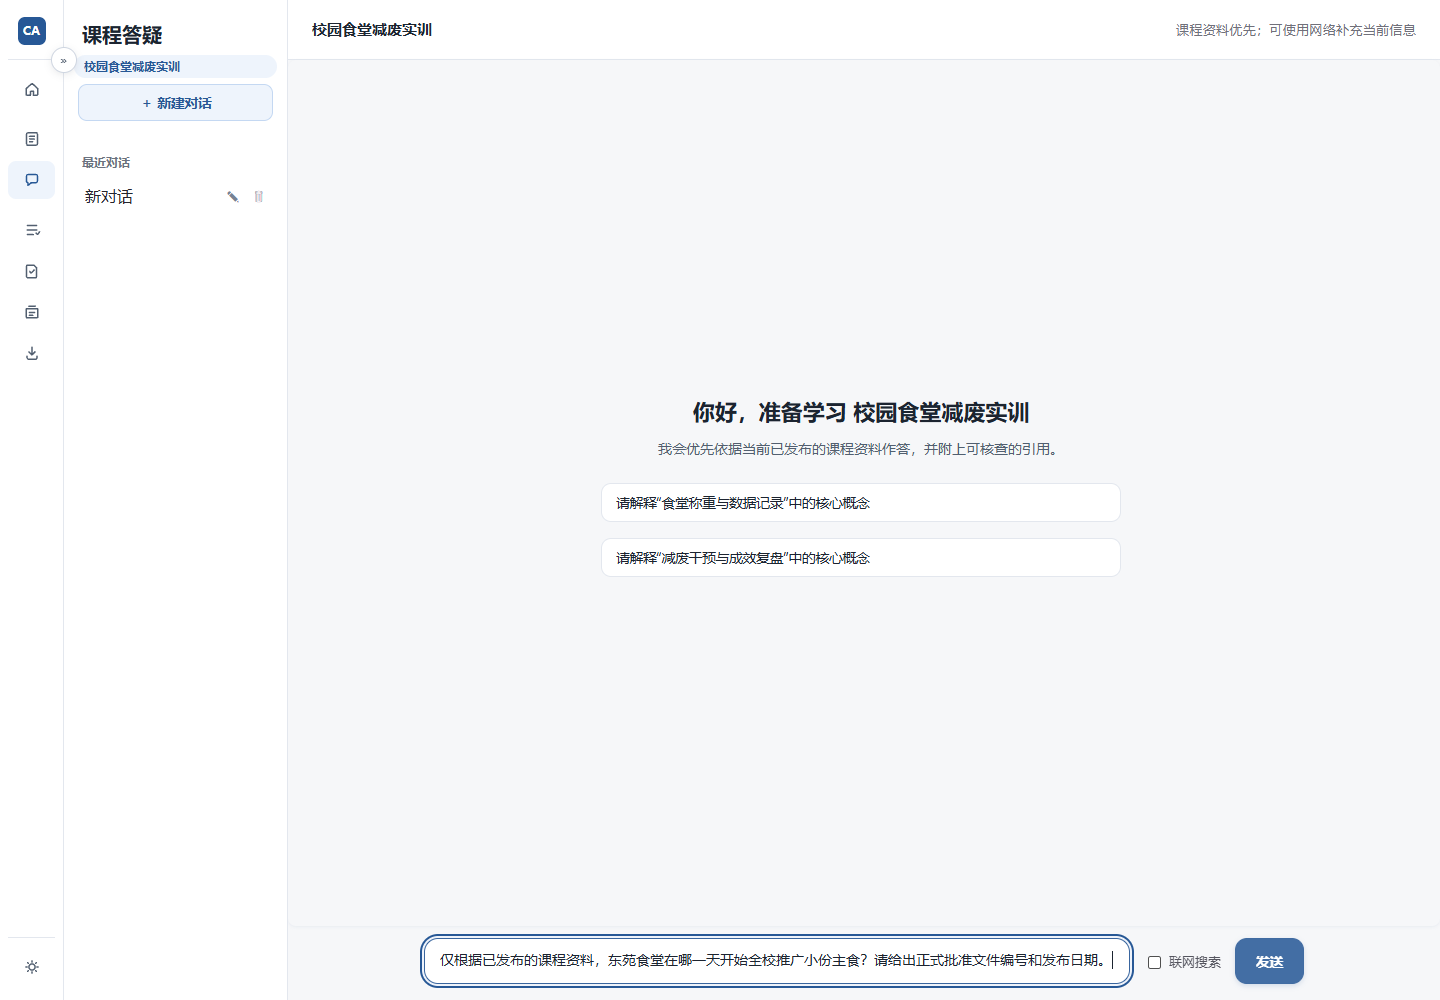 CA
课程答疑
校园食堂减废实训
»
+ 新建对话
最近对话
新对话
校园食堂减废实训
课程资料优先；可使用网络补充当前信息
你好，准备学习 校园食堂减废实训
我会优先依据当前已发布的课程资料作答，并附上可核查的引用。
请解释“食堂称重与数据记录”中的核心概念
请解释“减废干预与成效复盘”中的核心概念
仅根据已发布的课程资料，东苑食堂在哪一天开始全校推广小份主食？请给出正式批准文件编号和发布日期。
联网搜索
发送